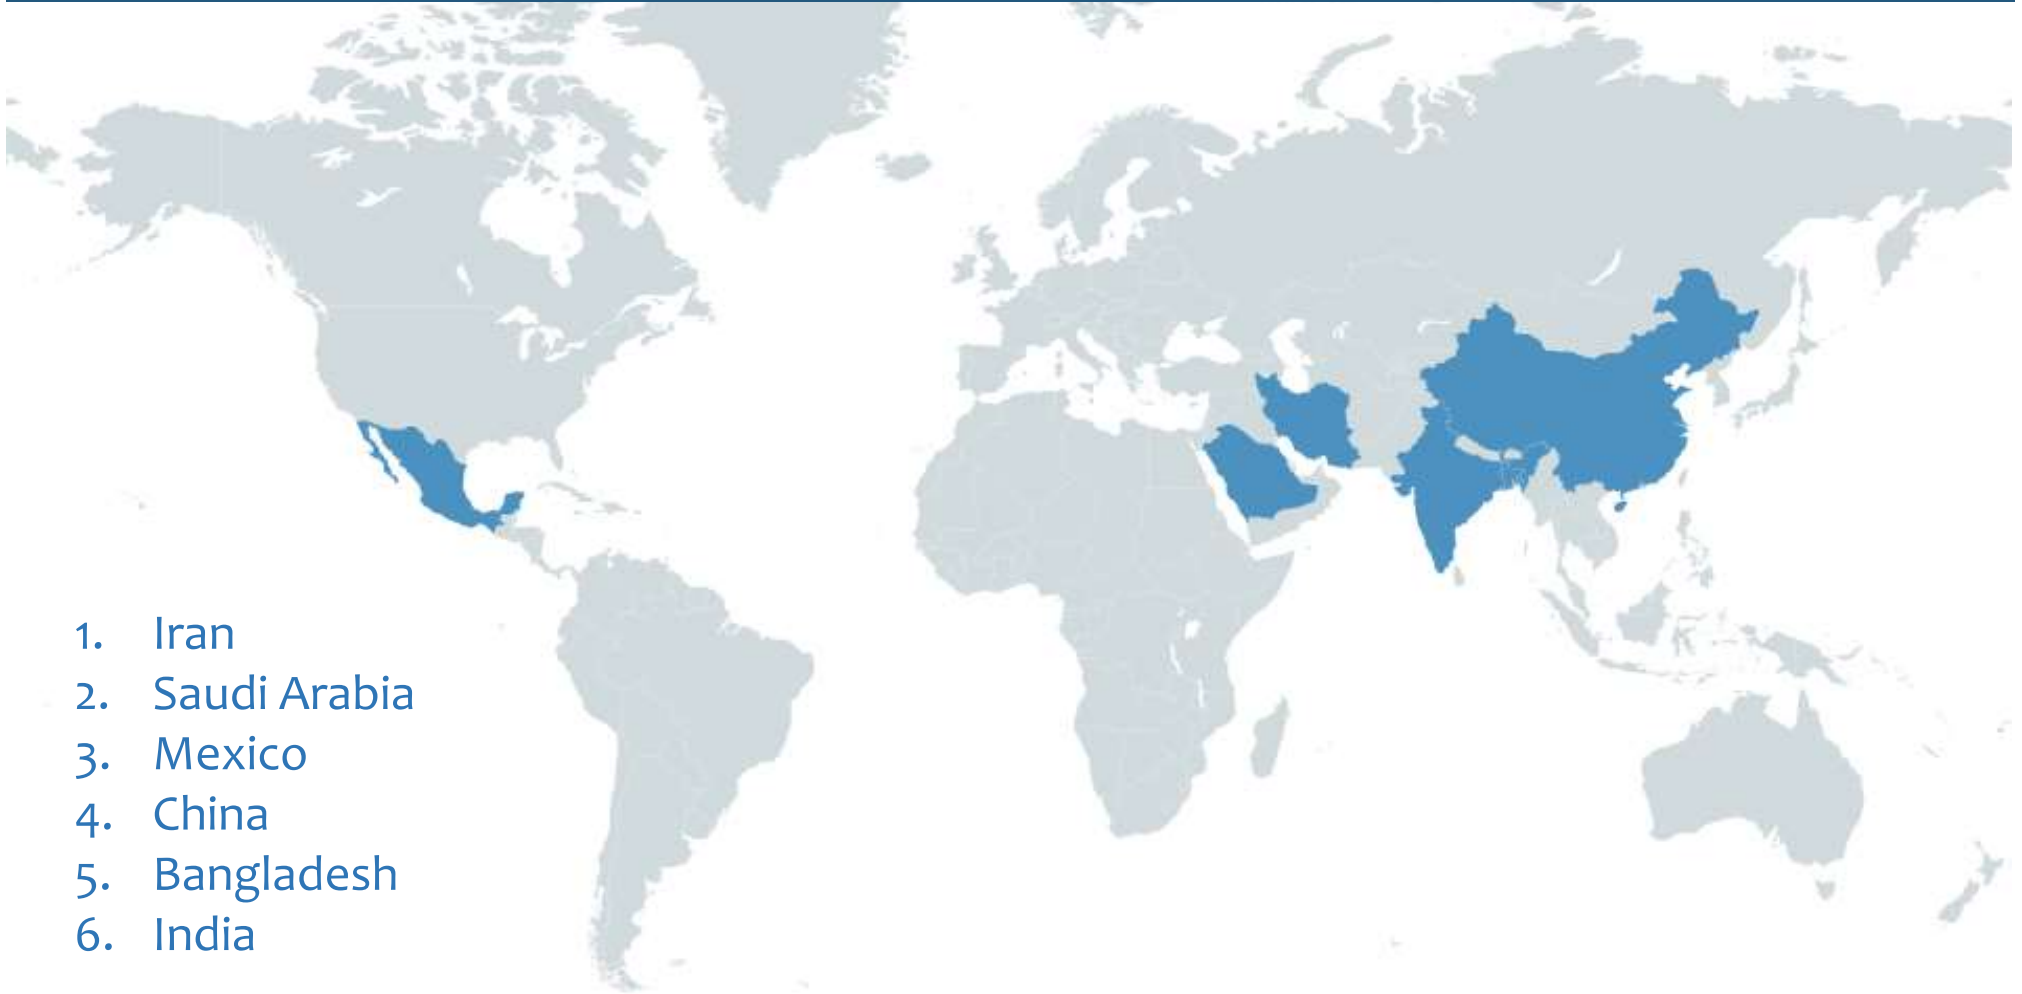 1. Iran
2. Saudi Arabia
3. Mexico
4. China
5. Bangladesh
6. India